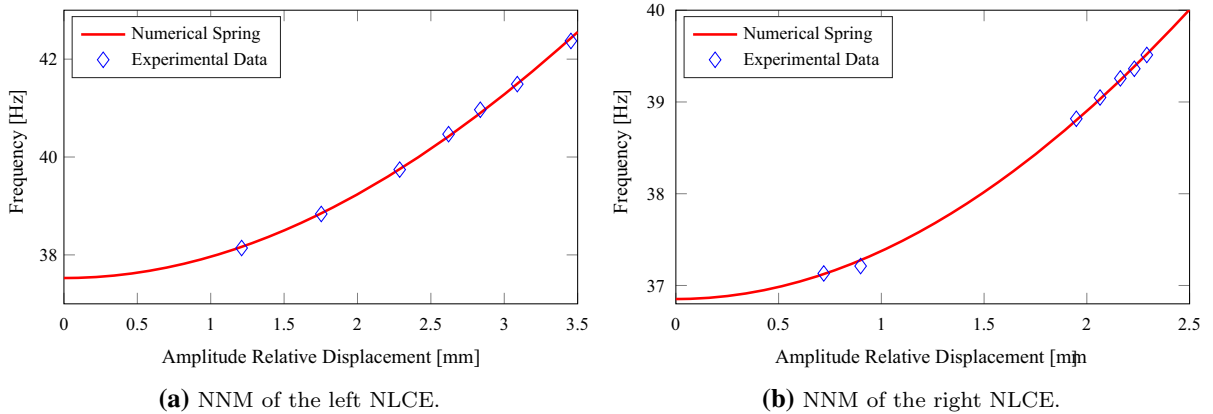 Numerical Spring
Experimental Data
42
40
38
Frequency [Hz]
0 0.5 1 1.5 2 2.5 3 3.5
Amplitude Relative Displacement [mm]
(a) NNM of the left NLCE.
40
Numerical Spring
Experimental Data
39
38
37
Frequency [Hz]
0 0.5 1 1.5 2 2.5
Amplitude Relative Displacement [mm]
(b) NNM of the right NLCE.